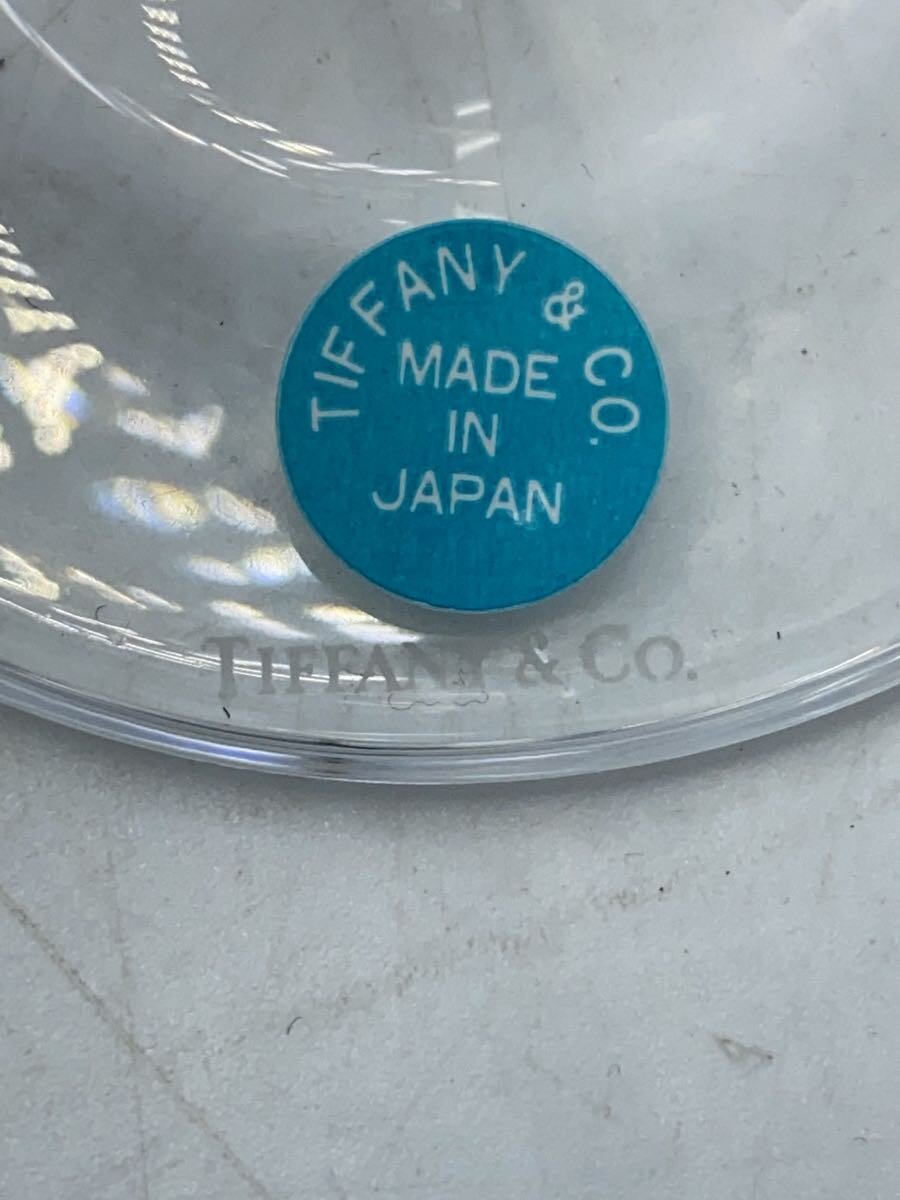 TIFFANY & CO.
MADE
IN
JAPAN
TIFFANY & CO.